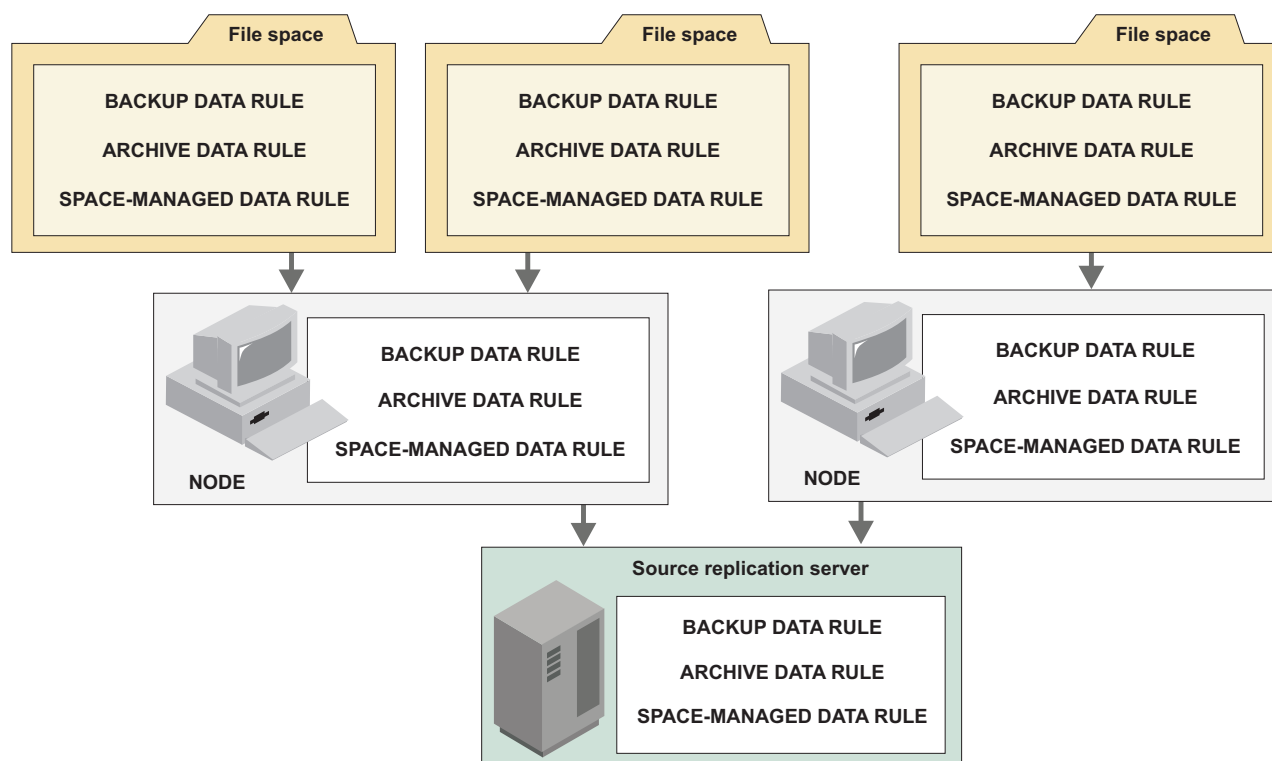 File space
BACKUP DATA RULE
ARCHIVE DATA RULE
SPACE-MANAGED DATA RULE
File space
BACKUP DATA RULE
ARCHIVE DATA RULE
SPACE-MANAGED DATA RULE
File space
BACKUP DATA RULE
ARCHIVE DATA RULE
SPACE-MANAGED DATA RULE
BACKUP DATA RULE
ARCHIVE DATA RULE
SPACE-MANAGED DATA RULE
NODE
BACKUP DATA RULE
ARCHIVE DATA RULE
SPACE-MANAGED DATA RULE
NODE
Source replication server
BACKUP DATA RULE
ARCHIVE DATA RULE
SPACE-MANAGED DATA RULE